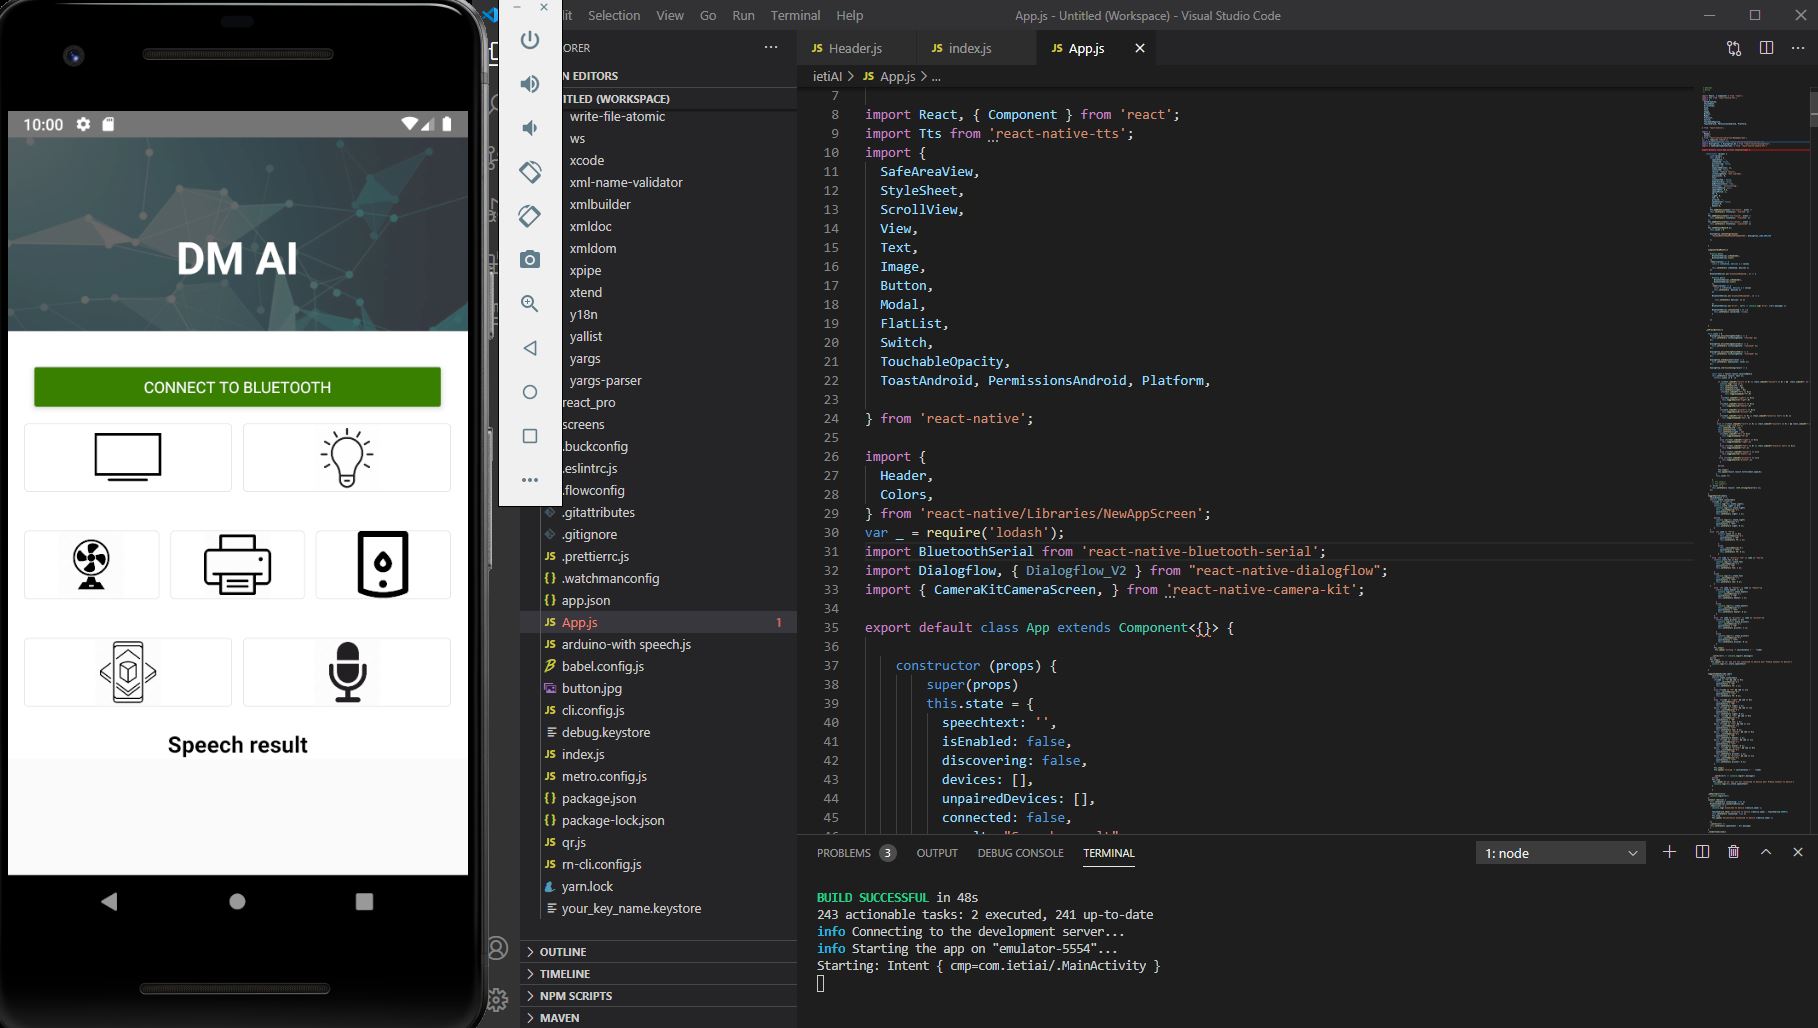 10:00
DM AI
CONNECT TO BLUETOOTH
Speech result
it Selection View Go Run Terminal Help
App.js - Untitled (Workspace) - Visual Studio Code
ORER
N EDITORS
ITLED (WORKSPACE)
write-file-atomic
ws
xcode
xml-name-validator
xmlbuilder
xmldoc
xmldom
xpipe
xtend
y18n
yallist
yargs
yargs-parser
react_pro
screens
.buckconfig
.eslintrc.js
.flowconfig
.gitattributes
.gitignore
JS .prettierrc.js
{} .watchmanconfig
{} app.json
JS App.js 1
JS arduino-with speech.js
babel.config.js
button.jpg
JS cli.config.js
debug.keystore
JS index.js
JS metro.config.js
{} package.json
{} package-lock.json
JS qr.js
JS rn-cli.config.js
yarn.lock
your_key_name.keystore
OUTLINE
TIMELINE
NPM SCRIPTS
MAVEN
JS Header.js JS index.js JS App.js
ietiAI > JS App.js > ...
7
8 import React, { Component } from 'react';
9 import Tts from 'react-native-tts';
10 import {
11 SafeAreaView,
12 StyleSheet,
13 ScrollView,
14 View,
15 Text,
16 Image,
17 Button,
18 Modal,
19 FlatList,
20 Switch,
21 TouchableOpacity,
22 ToastAndroid, PermissionsAndroid, Platform,
23
24 } from 'react-native';
25
26 import {
27 Header,
28 Colors,
29 } from 'react-native/Libraries/NewAppScreen';
30 var _ = require('lodash');
31 import BluetoothSerial from 'react-native-bluetooth-serial';
32 import Dialogflow, { Dialogflow_V2 } from "react-native-dialogflow";
33 import { CameraKitCameraScreen, } from 'react-native-camera-kit';
34
35 export default class App extends Component<{}> {
36
37 constructor (props) {
38 super(props)
39 this.state = {
40 speechtext: '',
41 isEnabled: false,
42 discovering: false,
43 devices: [],
44 unpairedDevices: [],
45 connected: false,
PROBLEMS 3 OUTPUT DEBUG CONSOLE TERMINAL
1: node
BUILD SUCCESSFUL in 48s
243 actionable tasks: 2 executed, 241 up-to-date
info Connecting to the development server...
info Starting the app on "emulator-5554"...
Starting: Intent { cmp=com.ietiai/.MainActivity }